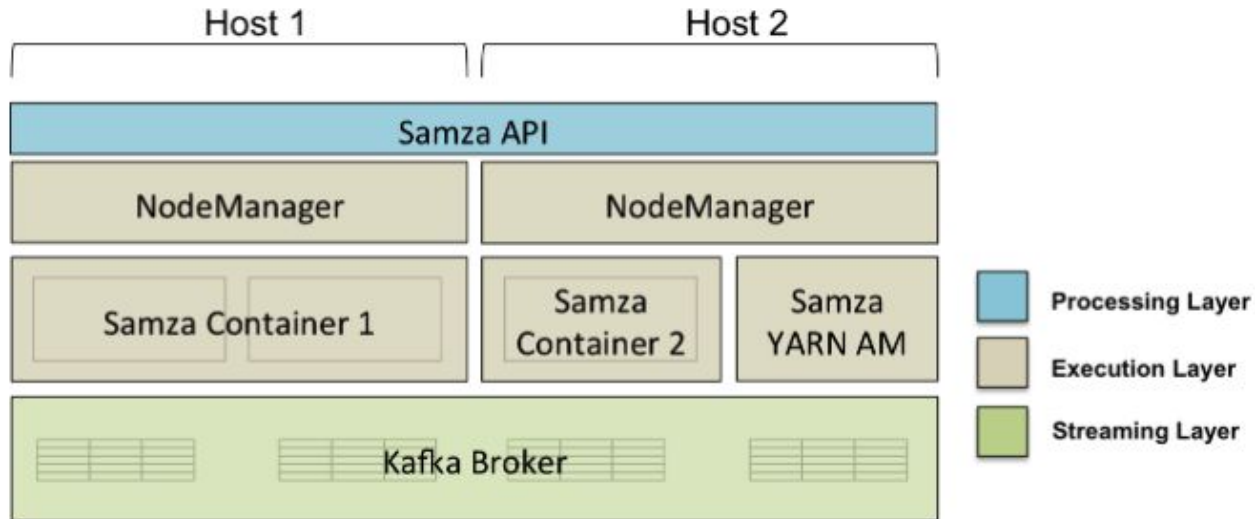 Host 1
Host 2
Samza API
NodeManager
NodeManager
Samza Container 1
Samza
Container 2
Samza
YARN AM
Kafka Broker
Processing Layer
Execution Layer
Streaming Layer